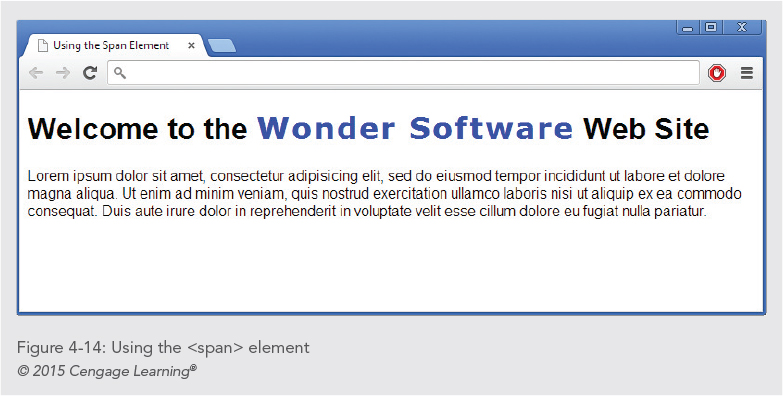 Using the Span Element
Welcome to the Wonder Software Web Site
Lorem ipsum dolor sit amet, consectetur adipisicing elit, sed do eiusmod tempor incididunt ut labore et dolore
magna aliqua. Ut enim ad minim veniam, quis nostrud exercitation ullamco laboris nisi ut aliquip ex ea commodo
consequat. Duis aute irure dolor in reprehenderit in voluptate velit esse cillum dolore eu fugiat nulla pariatur.
Figure 4-14: Using the <span> element
© 2015 Cengage Learning®